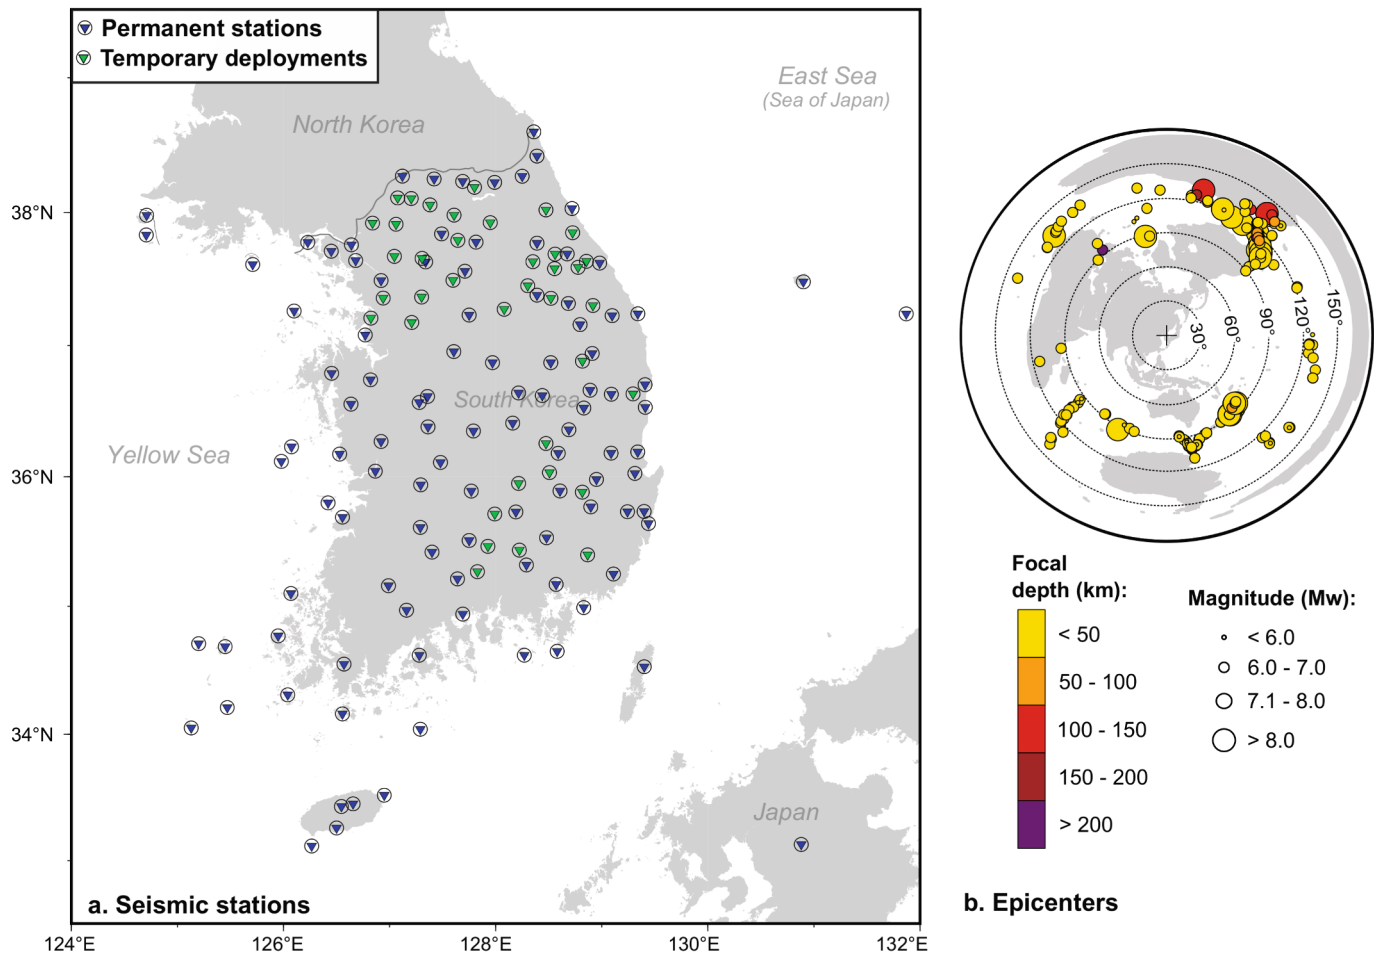 Permanent stations
Temporary deployments
East Sea
(Sea of Japan)
North Korea
38°N
South Korea
Yellow Sea
36°N
34°N
Japan
a. Seismic stations
124°E
126°E
128°E
130°E
132°E
30°
60°
90°
120°
150°
Focal
depth (km):
< 50
50 - 100
100 - 150
150 - 200
> 200
Magnitude (Mw):
< 6.0
6.0 - 7.0
7.1 - 8.0
> 8.0
b. Epicenters